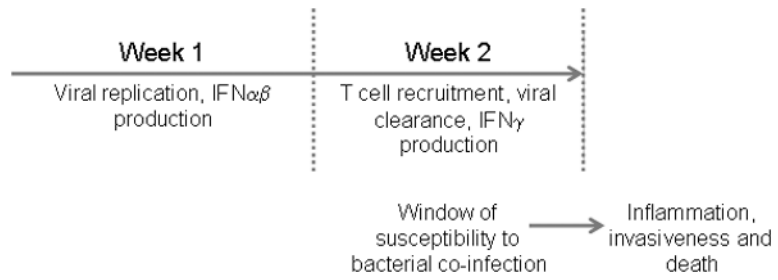 Week 1
Week 2
Viral replication, IFNαβ
production
T cell recruitment, viral
clearance, IFNγ
production
Window of
susceptibility to
bacterial co-infection
Inflammation,
invasiveness and
death